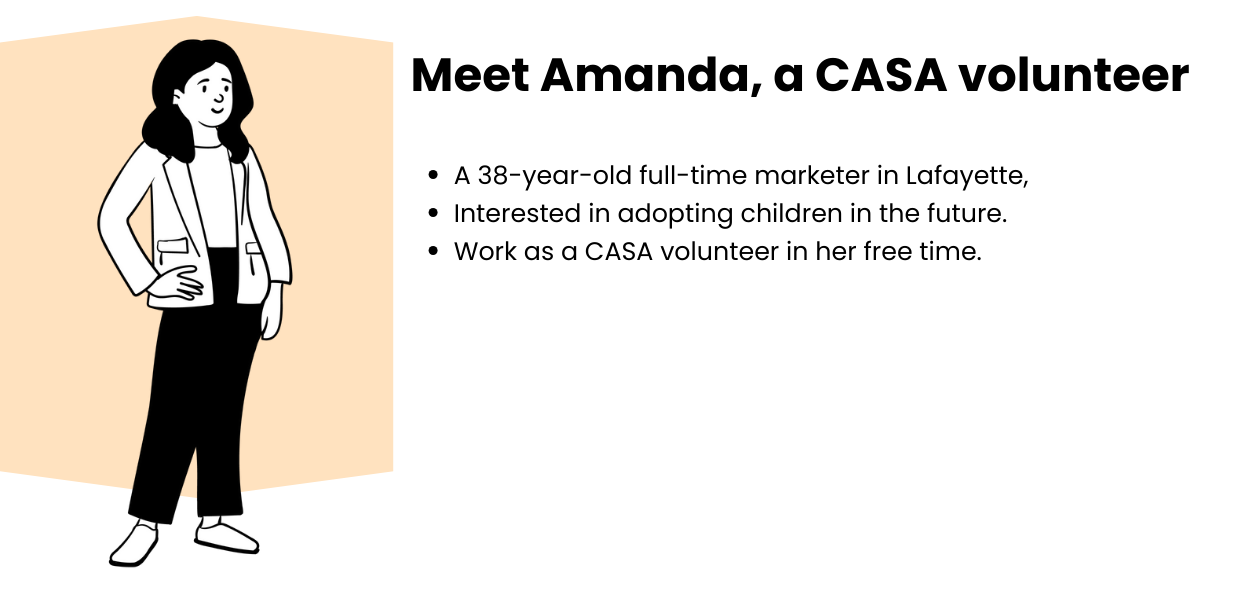 Meet Amanda, a CASA volunteer
• A 38-year-old full-time marketer in Lafayette,
• Interested in adopting children in the future.
• Work as a CASA volunteer in her free time.